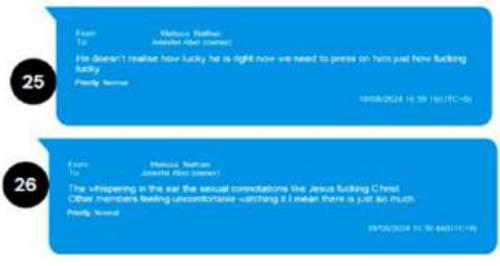 25
From Melissa Nathan
To Jennifer Abel (owner)
He doesn't realise how lucky he is right now we need to press on him just how fucking
lucky
Priority Normal
26
From Melissa Nathan
To Jennifer Abel (owner)
The whispering in the ear the sexual connotations like Jesus fucking Christ
Other members feeling uncomfortable watching it I mean there is just so much
Priority Normal